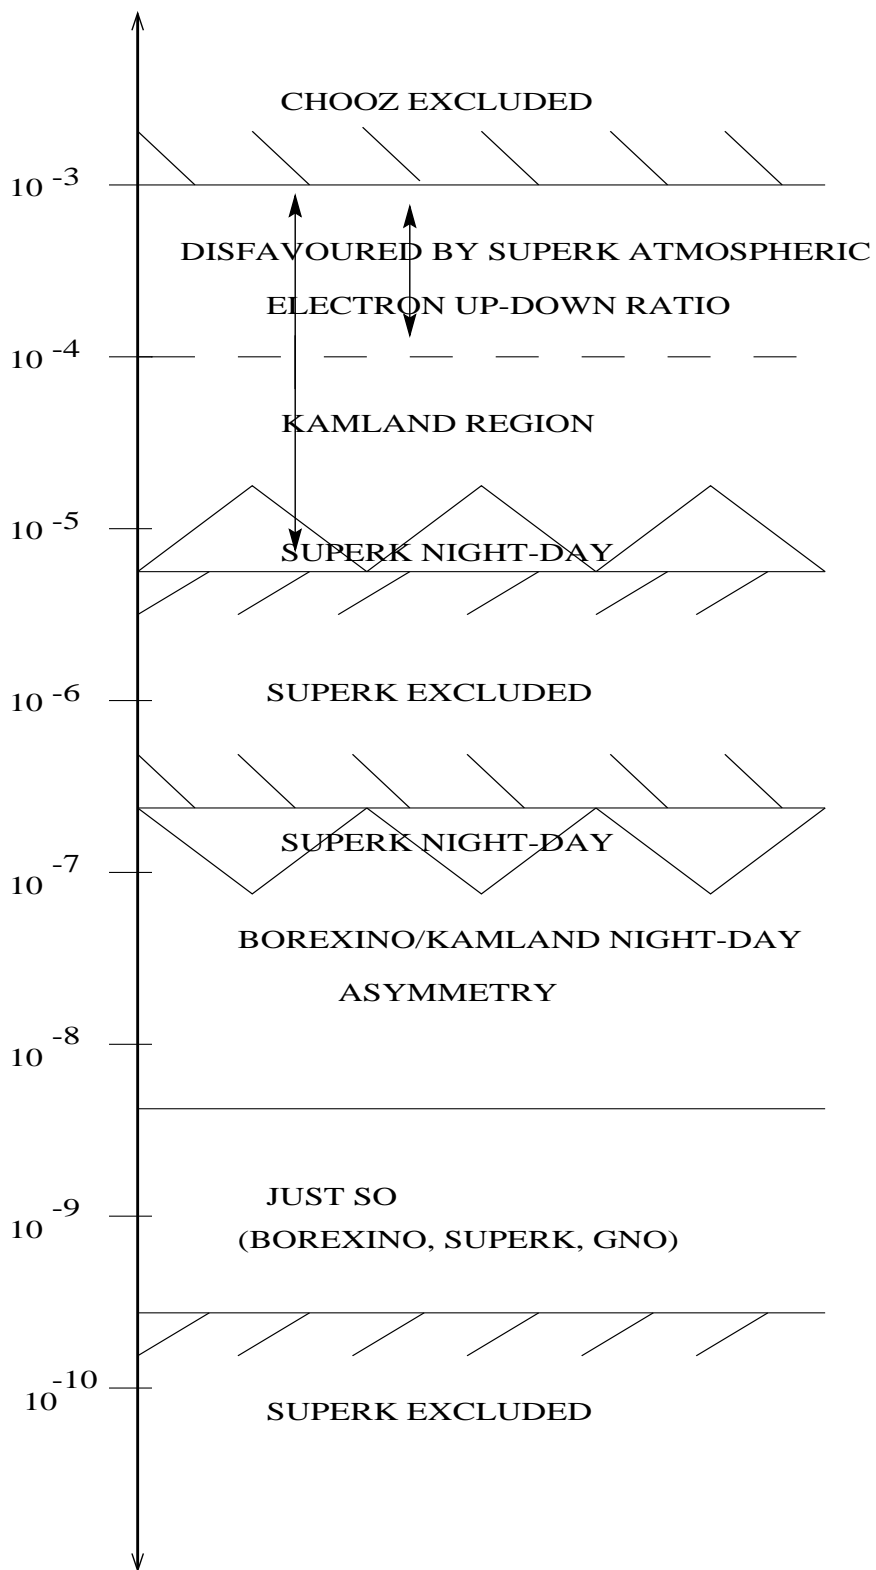 CHOOZ EXCLUDED
10 -3
DISFAVOURED BY SUPERK ATMOSPHERIC
ELECTRON UP-DOWN RATIO
10 -4
KAMLAND REGION
10 -5
SUPERK NIGHT-DAY
10 -6
SUPERK EXCLUDED
SUPERK NIGHT-DAY
10 -7
BOREXINO/KAMLAND NIGHT-DAY
ASYMMETRY
10 -8
JUST SO
10 -9
(BOREXINO, SUPERK, GNO)
10 -10
SUPERK EXCLUDED